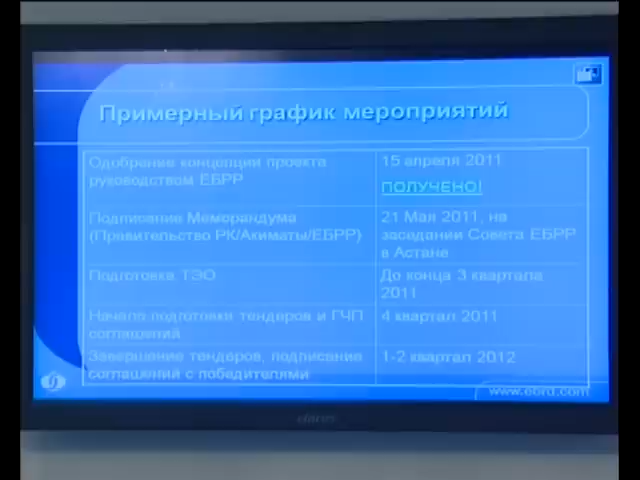 Примерный график мероприятий
Одобрение концепции проекта
руководством ЕБРР
15 апреля 2011
ПОЛУЧЕНО!
Подписание Меморандума
(Правительство РК/Акиматы/ЕБРР)
21 Мая 2011, на
заседании Совета ЕБРР
в Астане
Подготовка ТЭО
До конца 3 квартала
2011
Начало подготовки тендеров и ГЧП
соглашений
4 квартал 2011
Завершение тендеров, подписание
соглашений с победителями
1-2 квартал 2012
www.ebrd.com